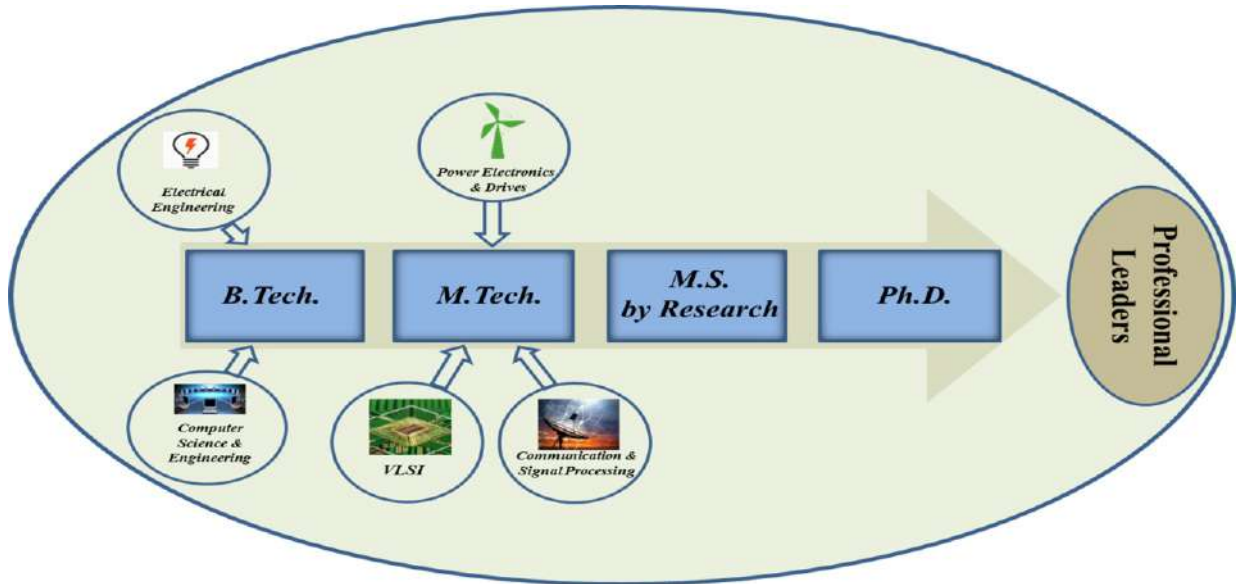 Electrical
Engineering
Power Electronics
& Drives
B.Tech.
M.Tech.
M.S.
by Research
Ph.D.
Professional
Leaders
Computer
Science &
Engineering
VLSI
Communication &
Signal Processing